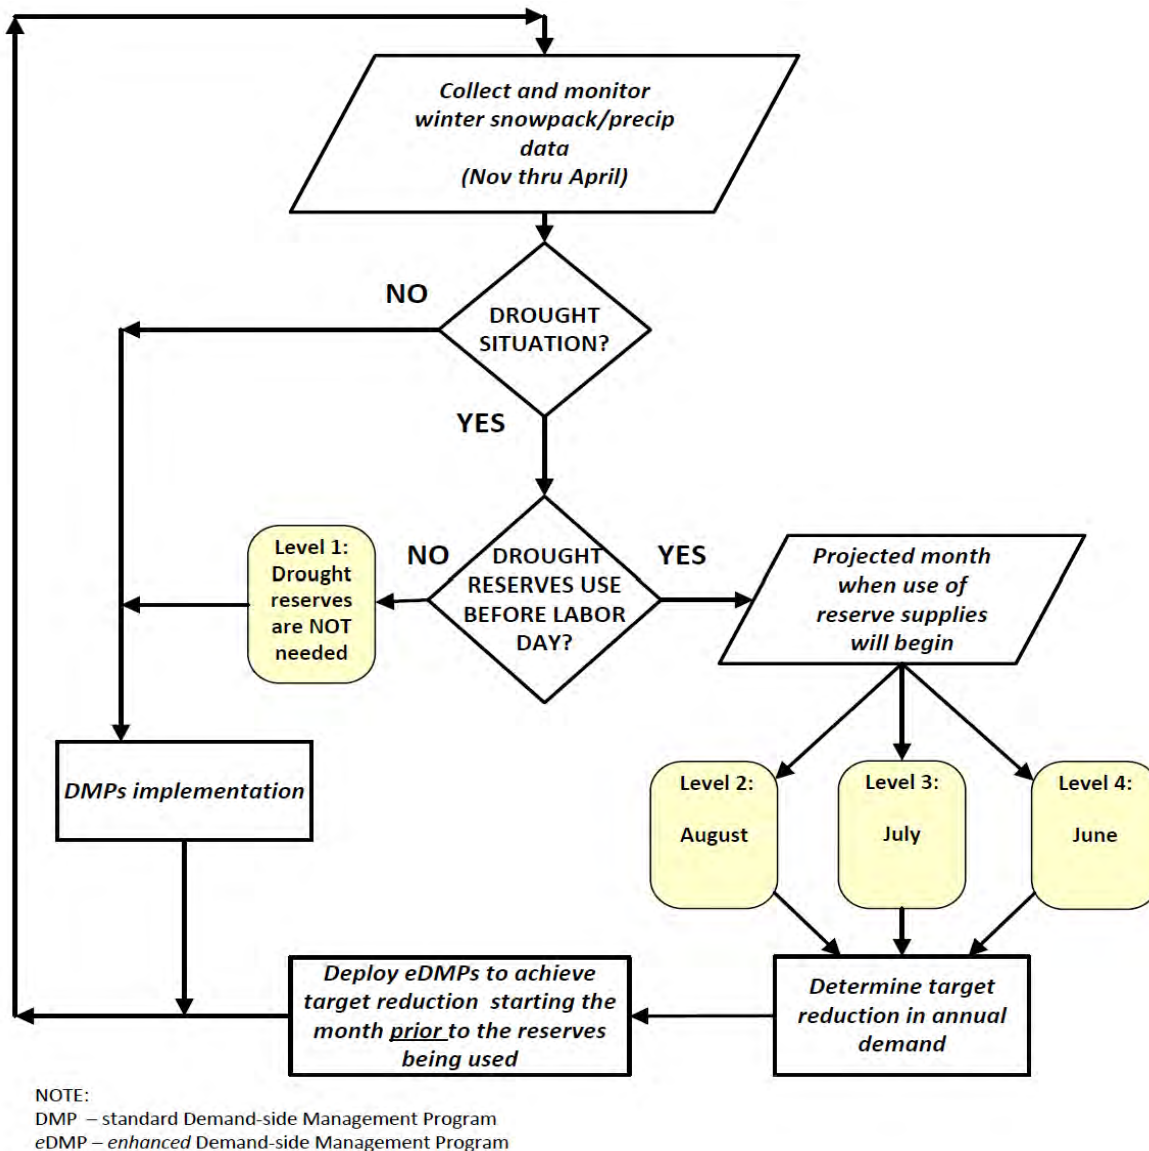 Collect and monitor
winter snowpack/precip
data
(Nov thru April)
NO
DROUGHT
SITUATION?
YES
Level 1:
Drought
reserves
are NOT
needed
NO
DROUGHT
RESERVES USE
BEFORE LABOR
DAY?
YES
Projected month
when use of
reserve supplies
will begin
DMPs implementation
Level 2:
August
Level 3:
July
Level 4:
June
Deploy eDMPs to achieve
target reduction starting the
month prior to the reserves
being used
Determine target
reduction in annual
demand
NOTE:
DMP – standard Demand-side Management Program
eDMP – enhanced Demand-side Management Program